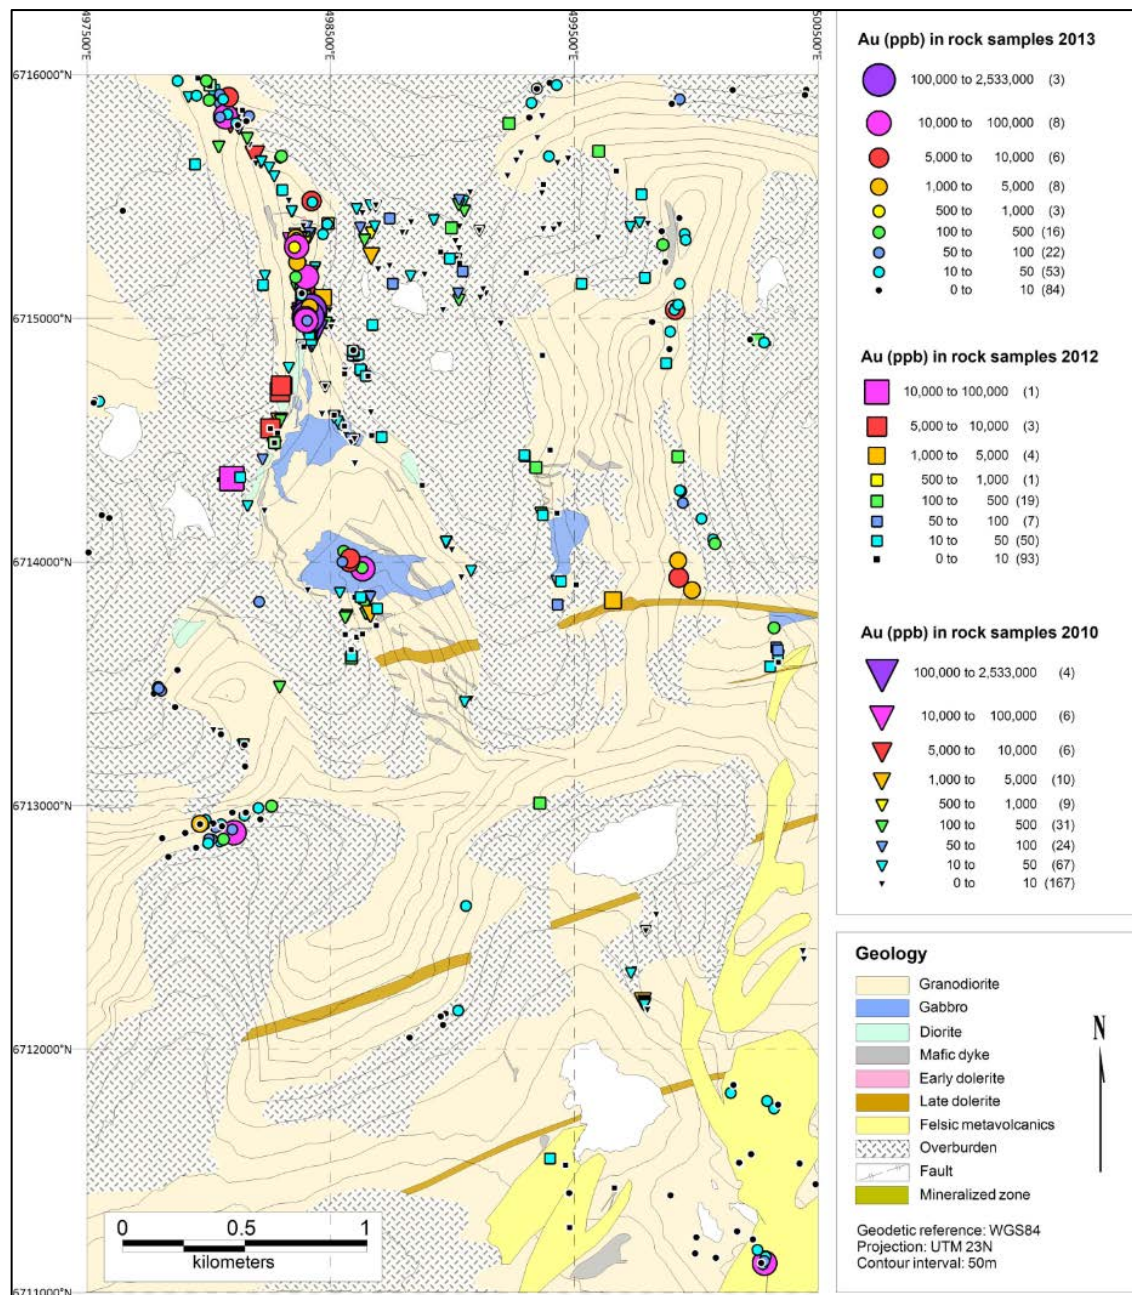 497500°E
498500°E
499500°E
500500°E
6716000°N
6715000°N
6714000°N
6713000°N
6712000°N
6711000°N
0 0.5 1
kilometers
Au (ppb) in rock samples 2013
100,000 to 2,533,000 (3)
10,000 to 100,000 (8)
5,000 to 10,000 (6)
1,000 to 5,000 (8)
500 to 1,000 (3)
100 to 500 (16)
50 to 100 (22)
10 to 50 (53)
0 to 10 (84)
Au (ppb) in rock samples 2012
10,000 to 100,000 (1)
5,000 to 10,000 (3)
1,000 to 5,000 (4)
500 to 1,000 (1)
100 to 500 (19)
50 to 100 (7)
10 to 50 (50)
0 to 10 (93)
Au (ppb) in rock samples 2010
100,000 to 2,533,000 (4)
10,000 to 100,000 (6)
5,000 to 10,000 (6)
1,000 to 5,000 (10)
500 to 1,000 (9)
100 to 500 (31)
50 to 100 (24)
10 to 50 (67)
0 to 10 (167)
Geology
Granodiorite
Gabbro
Diorite
Mafic dyke
Early dolerite
Late dolerite
Felsic metavolcanics
Overburden
Fault
Mineralized zone
N
Geodetic reference: WGS84
Projection: UTM 23N
Contour interval: 50m